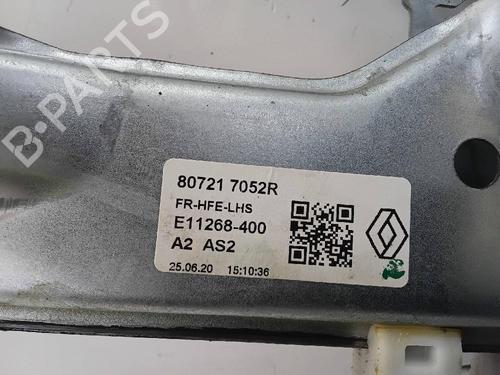 B-PARTS
80721 7052R
FR-HFE-LHS
E11268-400
A2 AS2
25.06.20 15:10:36